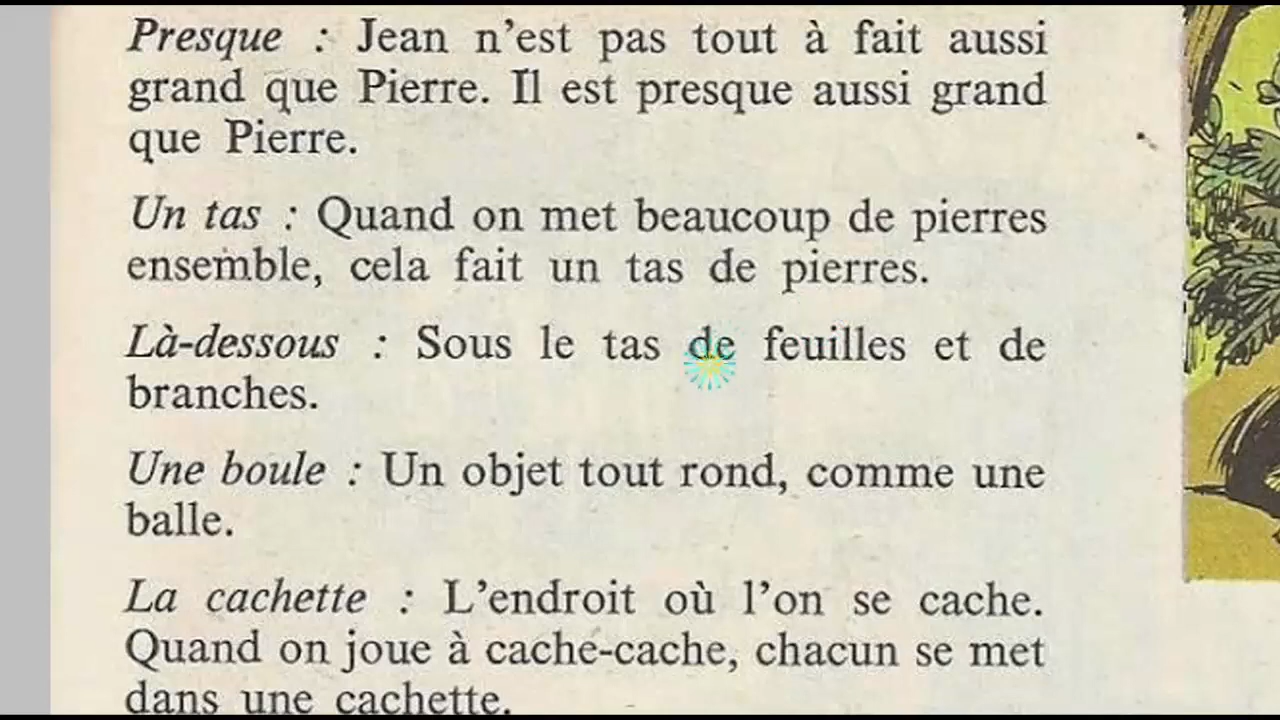 Presque : Jean n'est pas tout à fait aussi
grand que Pierre. Il est presque aussi grand
que Pierre.
Un tas : Quand on met beaucoup de pierres
ensemble, cela fait un tas de pierres.
Là-dessous : Sous le tas de feuilles et de
branches.
Une boule : Un objet tout rond, comme une
balle.
La cachette : L'endroit où l'on se cache.
Quand on joue à cache-cache, chacun se met
dans une cachette.